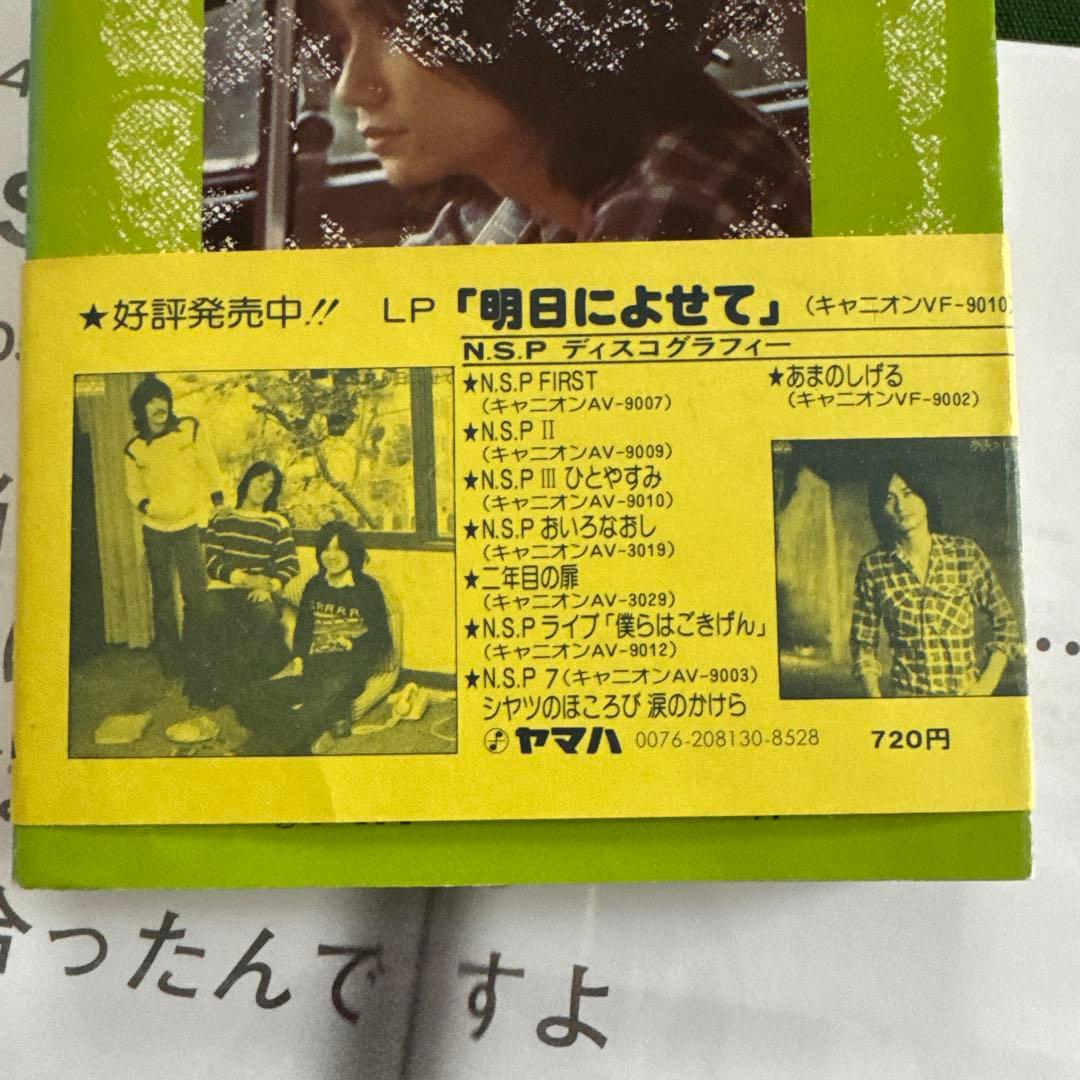 ★好評発売中!! LP「明日によせて」(キャニオンVF-9010)
N.S.P ディスコグラフィー
★N.S.P FIRST
(キャニオンAV-9007)
★N.S.P II
(キャニオンAV-9009)
★N.S.P III ひとやすみ
(キャニオンAV-9010)
★N.S.P おいろなおし
(キャニオンAV-3019)
★二年目の扉
(キャニオンAV-3029)
★N.S.P ライブ「僕らはごきげん」
(キャニオンAV-9012)
★N.S.P 7(キャニオンAV-9003)
シャツのほころび 涙のかけら
★あまのしげる
(キャニオンVF-9002)
ヤマハ 0076-208130-8528 720円
ったんですよ